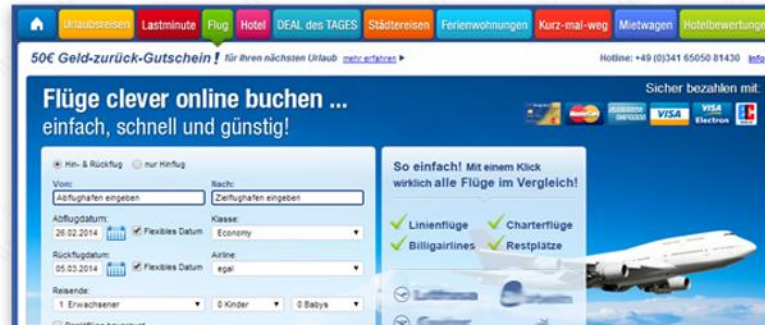 Urlaubsreisen Lastminute Flug Hotel DEAL des TAGES Städtereisen Ferienwohnungen Kurz-mal-weg Mietwagen Hotelbewertunge
50€ Geld-zurück-Gutschein ! für Ihren nächsten Urlaub mehr erfahren
Hotline: +49 (0)341 65050 81430 Info
Flüge clever online buchen ...
einfach, schnell und günstig!
Sicher bezahlen mit:
MasterCard VISA VISA Electron
Hin- & Rückflug nur Hinflug
Von: Nach:
Abflughafen eingeben Zielflughafen eingeben
Abflugdatum: Klasse:
26.02.2014 Flexibles Datum Economy
Rückflugdatum: Airline:
05.03.2014 Flexibles Datum egal
Reisende:
1 Erwachsener 0 Kinder 0 Babys
So einfach! Mit einem Klick
wirklich alle Flüge im Vergleich!
Linienflüge Charterflüge
Billigairlines Restplätze